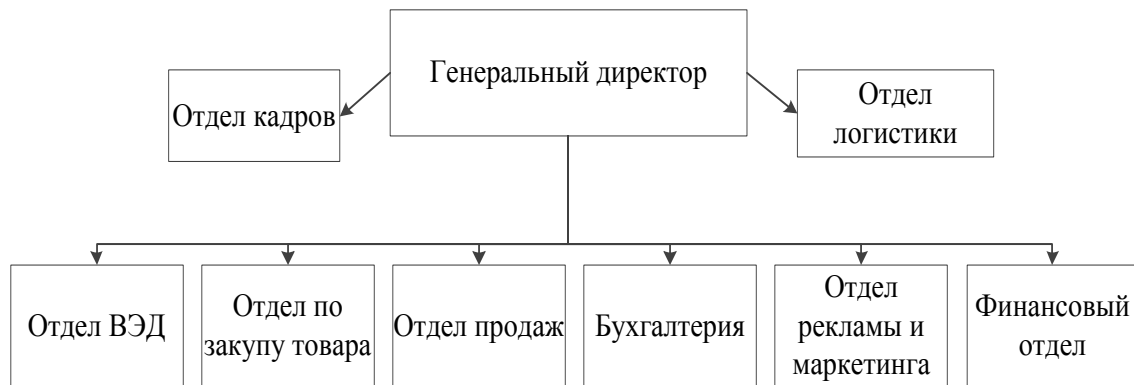 Генеральный директор
Отдел кадров
Отдел
логистики
Отдел ВЭД
Отдел по
закупу товара
Отдел продаж
Бухгалтерия
Отдел
рекламы и
маркетинга
Финансовый
отдел